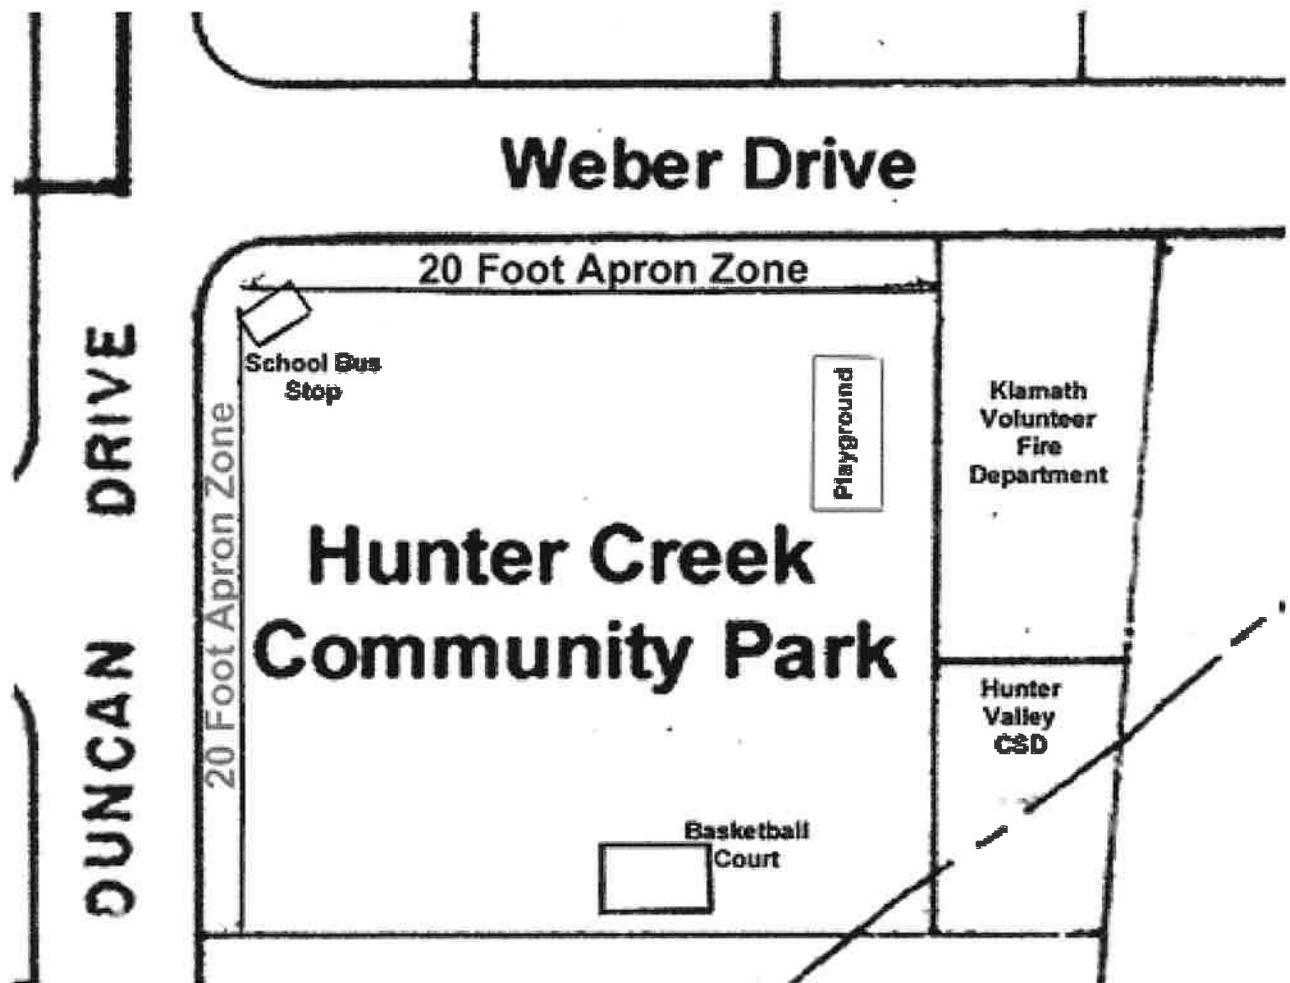 Weber Drive
20 Foot Apron Zone
DUNCAN DRIVE
20 Foot Apron Zone
School Bus
Stop
Playground
Klamath
Volunteer
Fire
Department
Hunter Creek
Community Park
Hunter
Valley
CSD
Basketball
Court